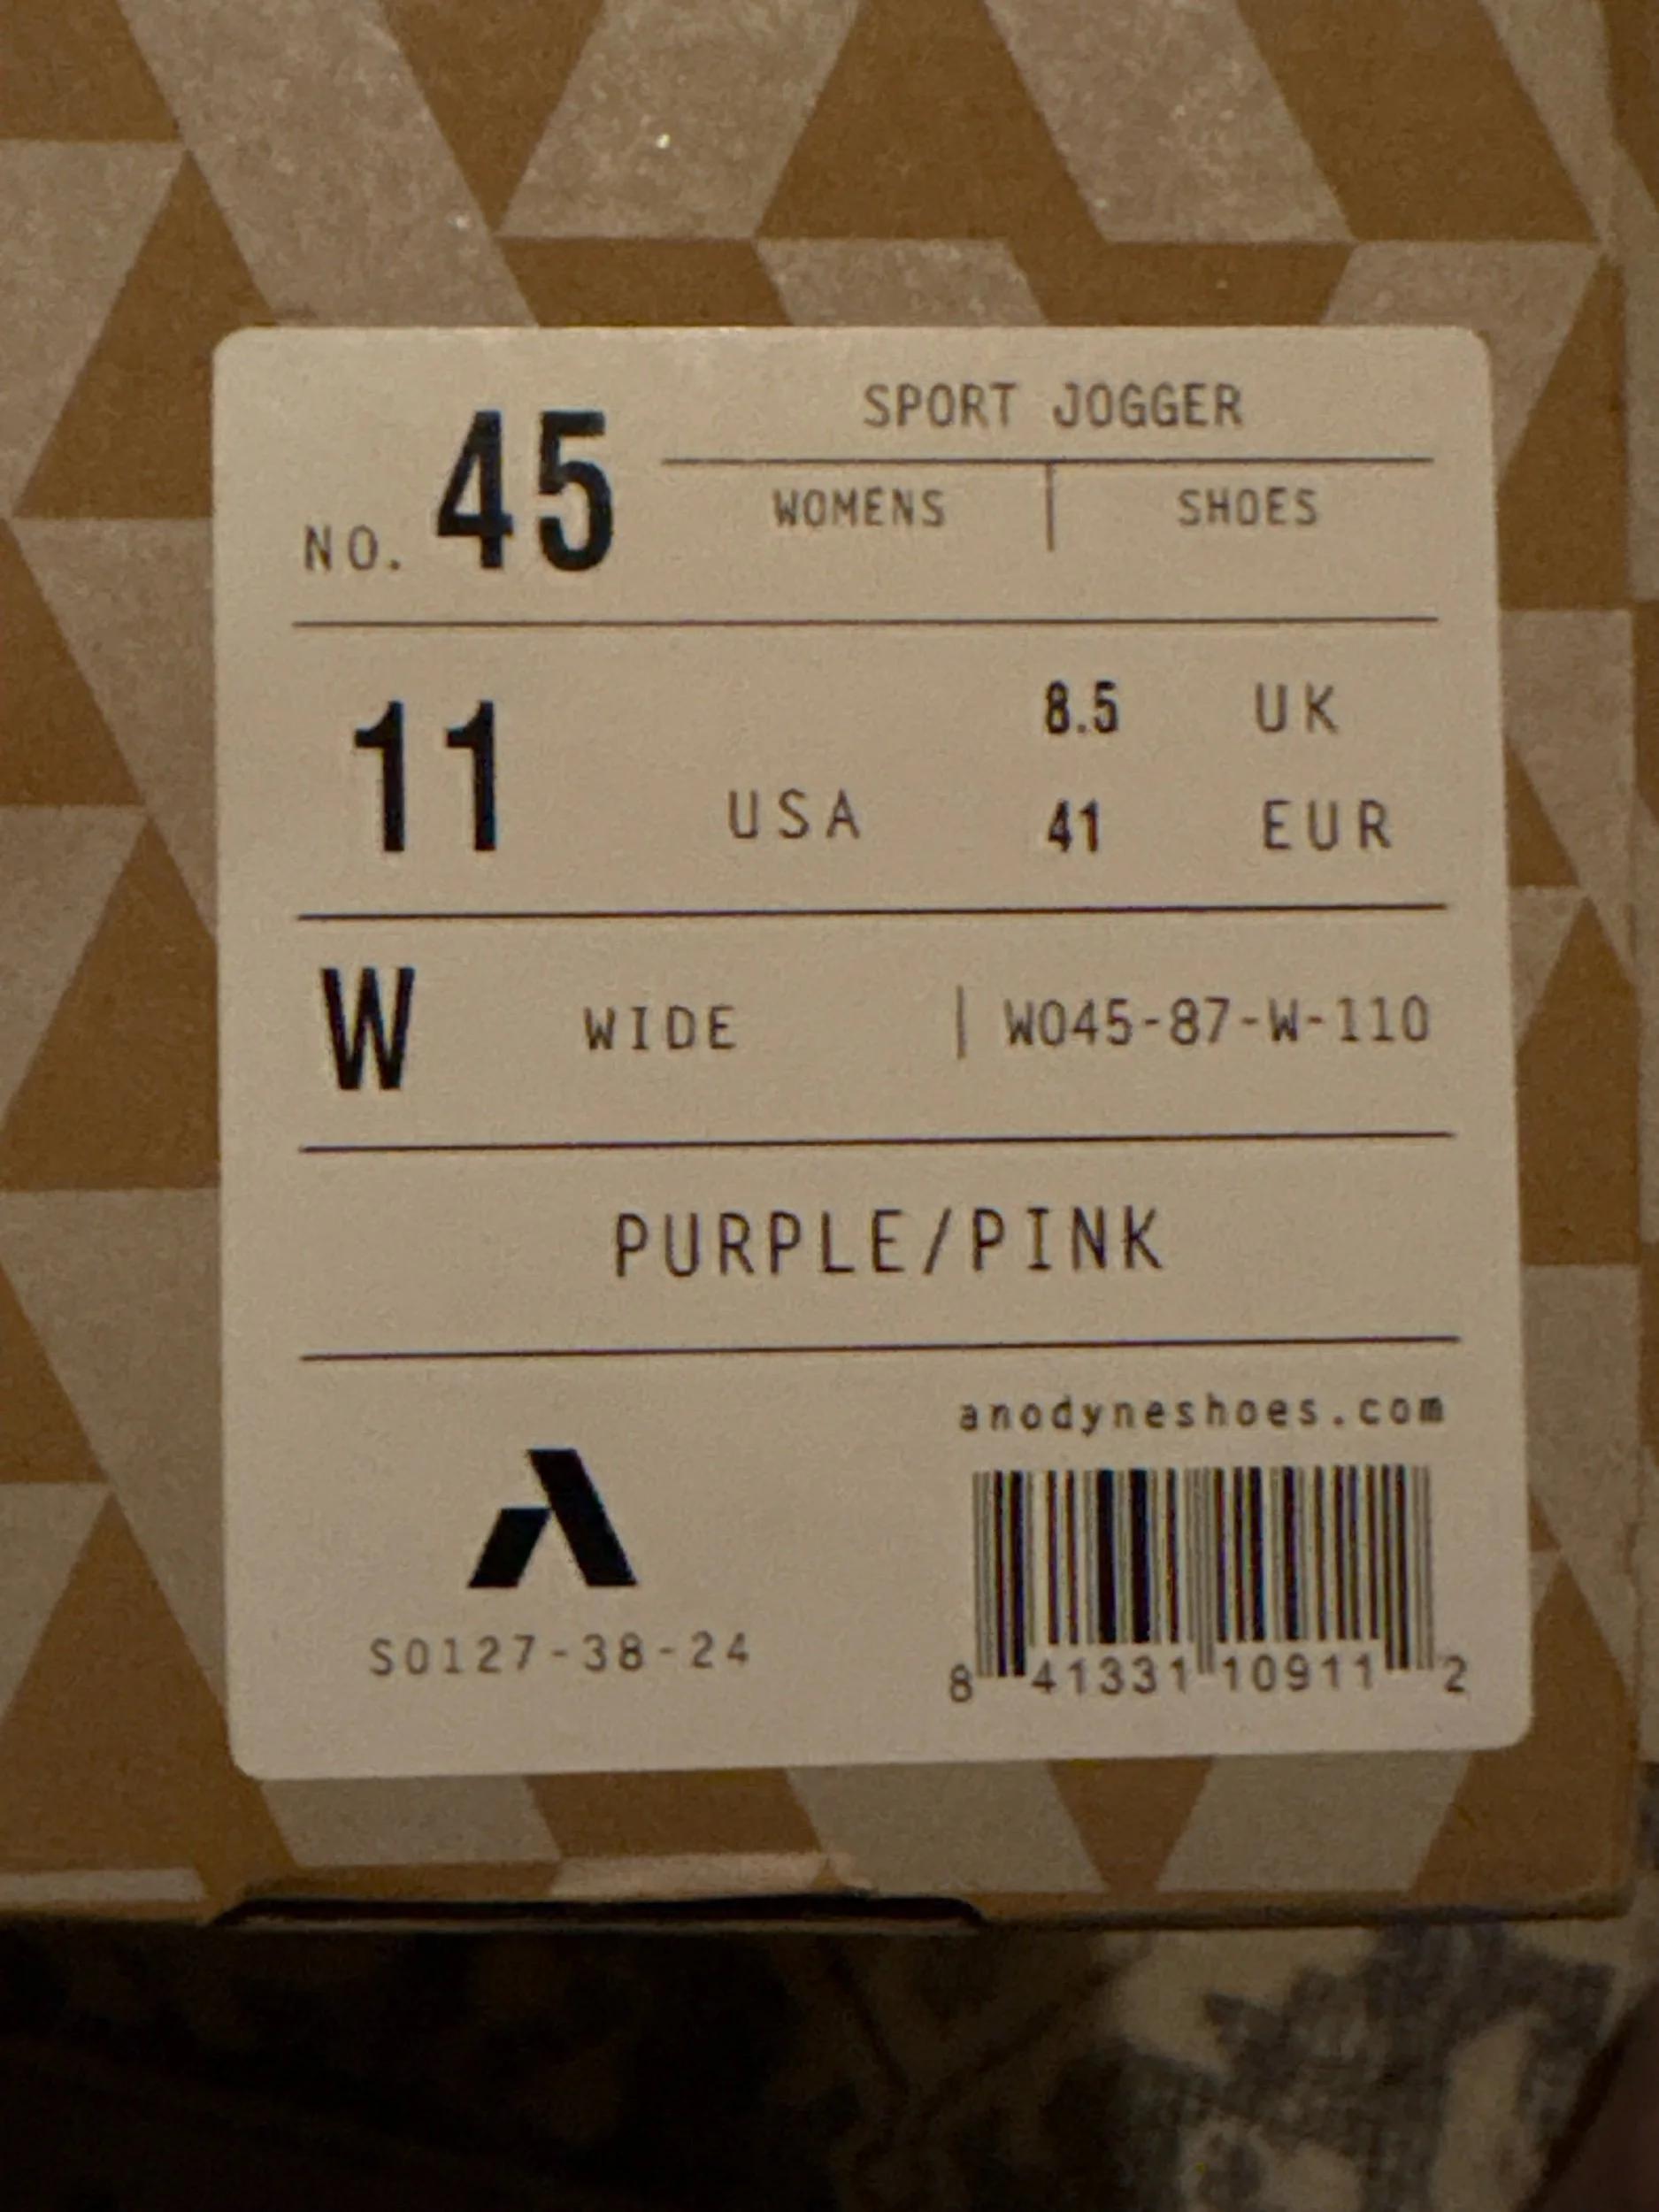 NO. 45
SPORT JOGGER
WOMENS | SHOES
11 USA
8.5 UK
41 EUR
W WIDE | W045-87-W-110
PURPLE/PINK
anodyneshoes.com
S0127-38-24
8 41331 10911 2